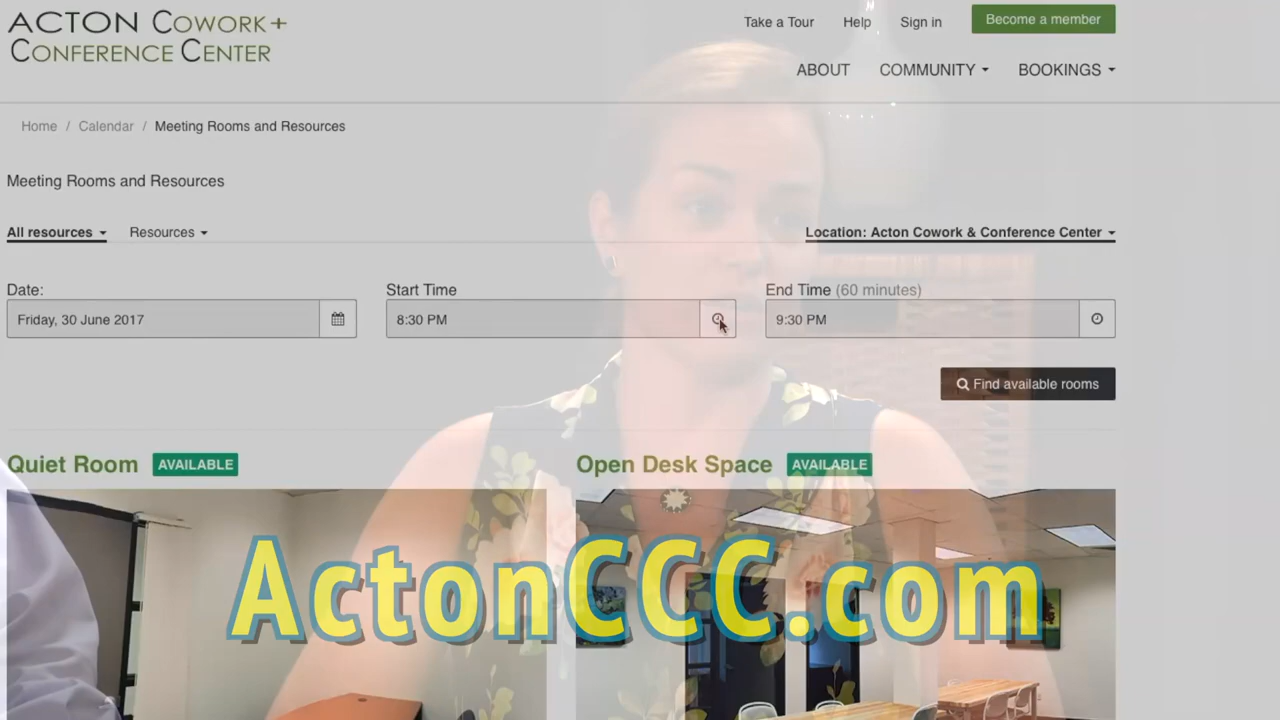 ACTON COWORK +
CONFERENCE CENTER
Take a Tour Help Sign in Become a member
ABOUT COMMUNITY BOOKINGS
Home / Calendar / Meeting Rooms and Resources
Meeting Rooms and Resources
All resources Resources Location: Acton Cowork & Conference Center
Date: Start Time End Time (60 minutes)
Friday, 30 June 2017 8:30 PM 9:30 PM
Find available rooms
Quiet Room AVAILABLE Open Desk Space AVAILABLE
ActonCCC.com